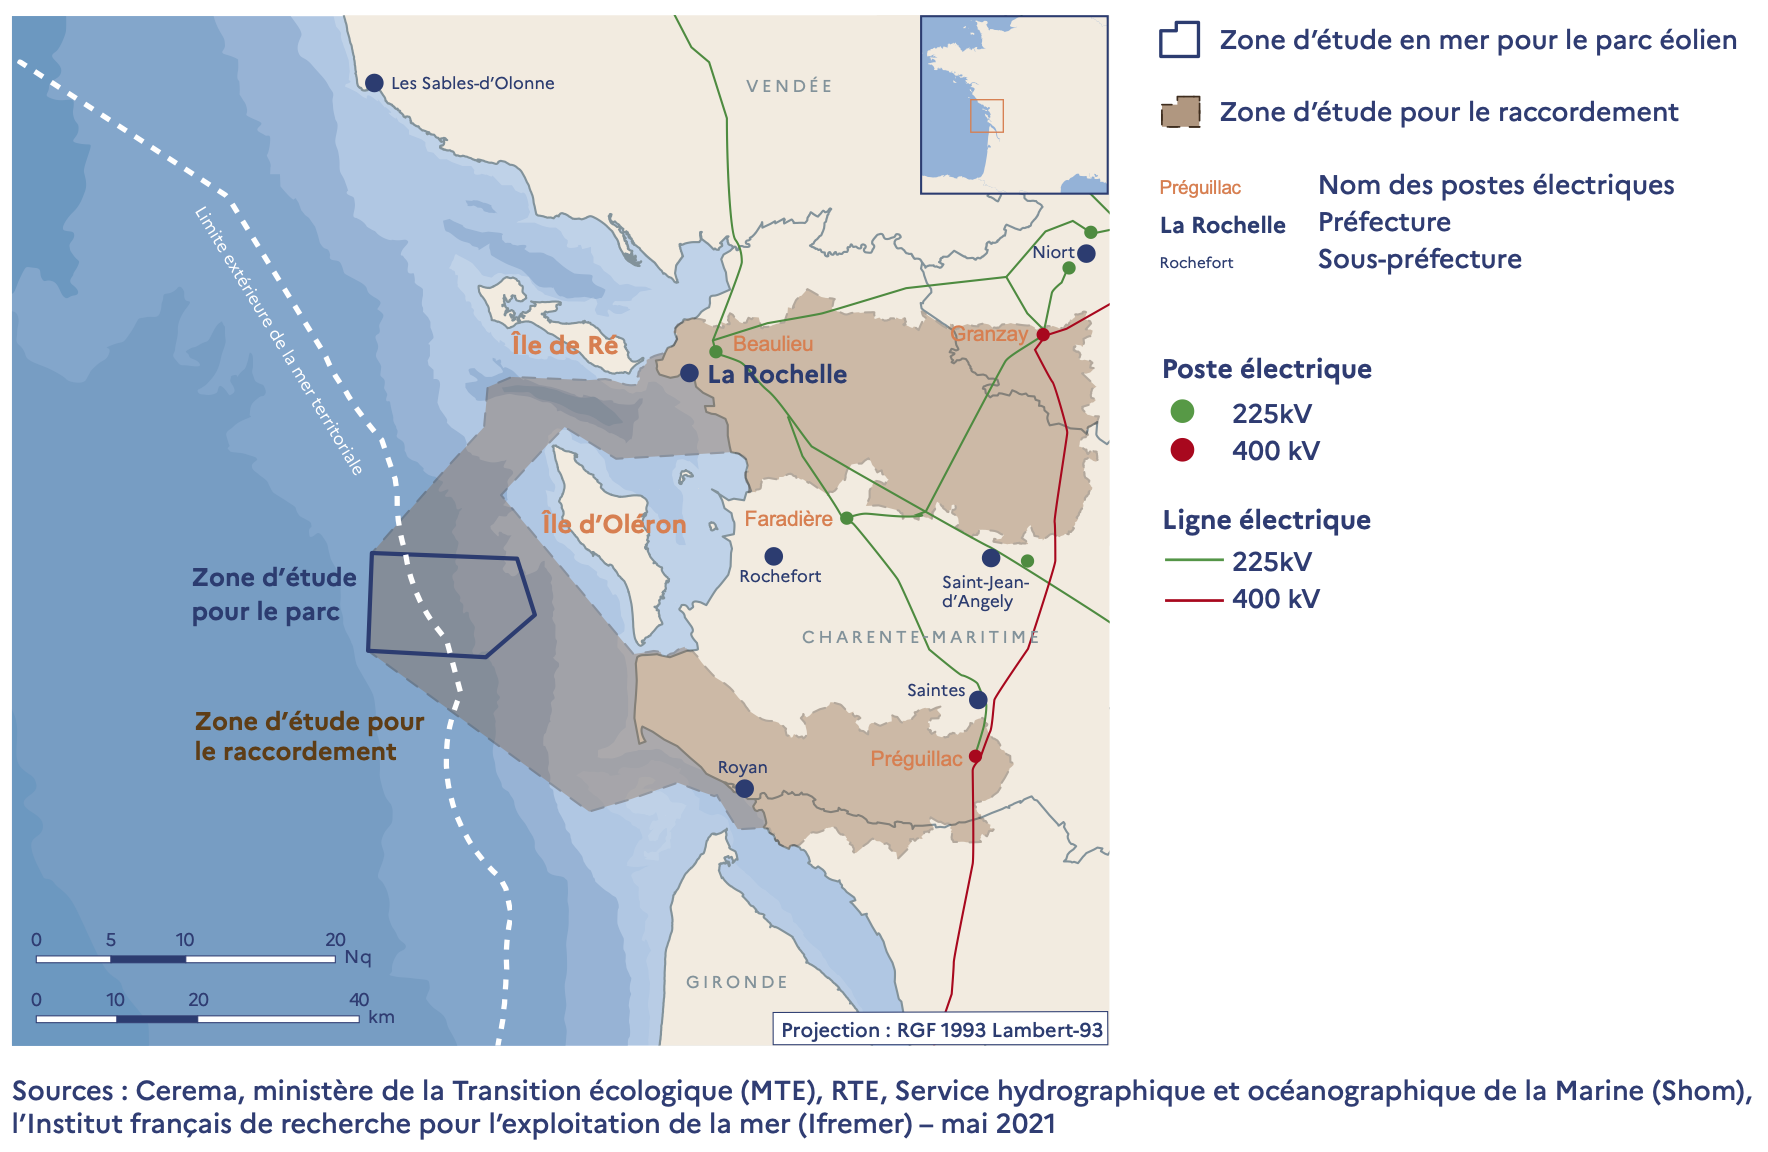 Les Sables-d'Olonne
VENDÉE
Limite extérieure de la mer territoriale
Niort
Île de Ré
Beaulieu
Granzay
La Rochelle
Île d'Oléron
Faradière
Rochefort
Saint-Jean-
d'Angely
Zone d'étude
pour le parc
CHARENTE-MARITIME
Saintes
Zone d'étude pour
le raccordement
Préguillac
Royan
0 5 10 20
Nq
0 10 20 40
km
GIRONDE
Projection : RGF 1993 Lambert-93
Zone d'étude en mer pour le parc éolien
Zone d'étude pour le raccordement
Préguillac Nom des postes électriques
La Rochelle Préfecture
Rochefort Sous-préfecture
Poste électrique
225kV
400 kV
Ligne électrique
225kV
400 kV
Sources : Cerema, ministère de la Transition écologique (MTE), RTE, Service hydrographique et océanographique de la Marine (Shom),
l'Institut français de recherche pour l'exploitation de la mer (Ifremer) – mai 2021